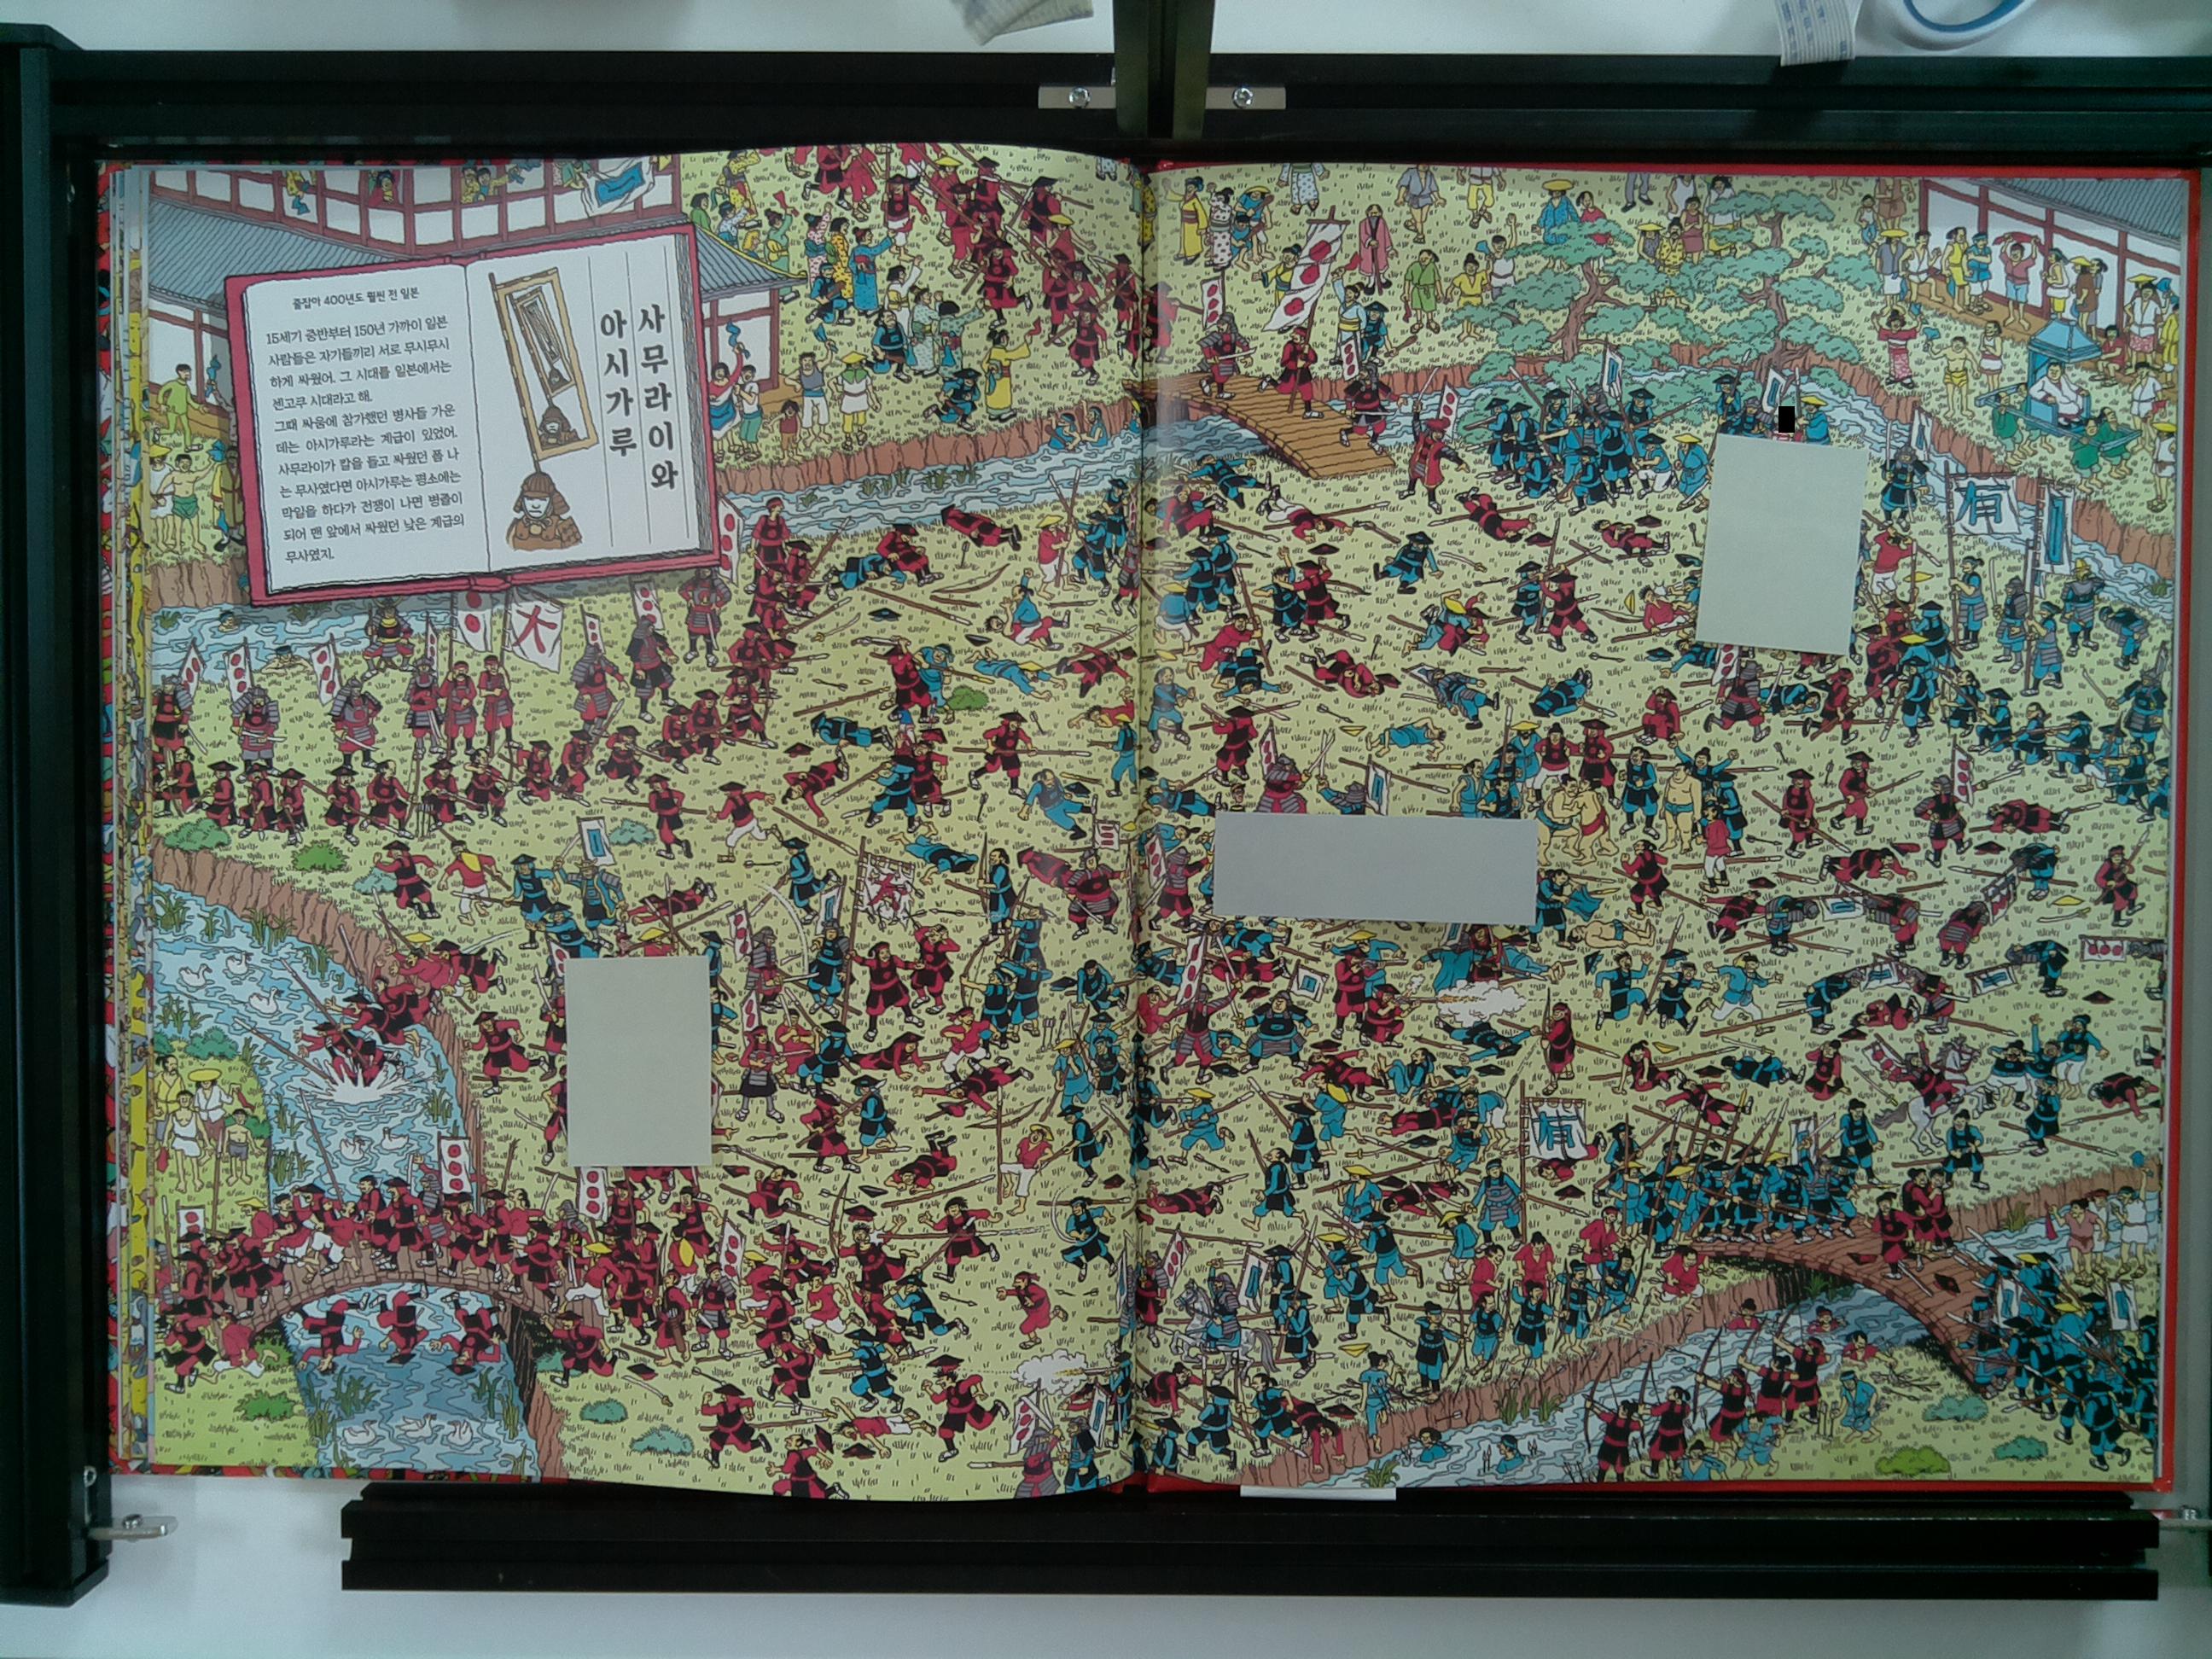 줄잡아 400년도 훨씬 전 일본
15세기 중반부터 150년 가까이 일본
사람들은 자기들끼리 서로 무시무시
하게 싸웠어. 그 시대를 일본에서는
센고쿠 시대라고 해.
그때 싸움에 참가했던 병사들 가운
데는 아시가루라는 계급이 있었어.
사무라이가 칼을 들고 싸웠던 폼 나
는 무사였다면 아시가루는 평소에는
막일을 하다가 전쟁이 나면 병졸이
되어 맨 앞에서 싸웠던 낮은 계급의
무사였지.
사무라이와
아시가루
大
有
大
有